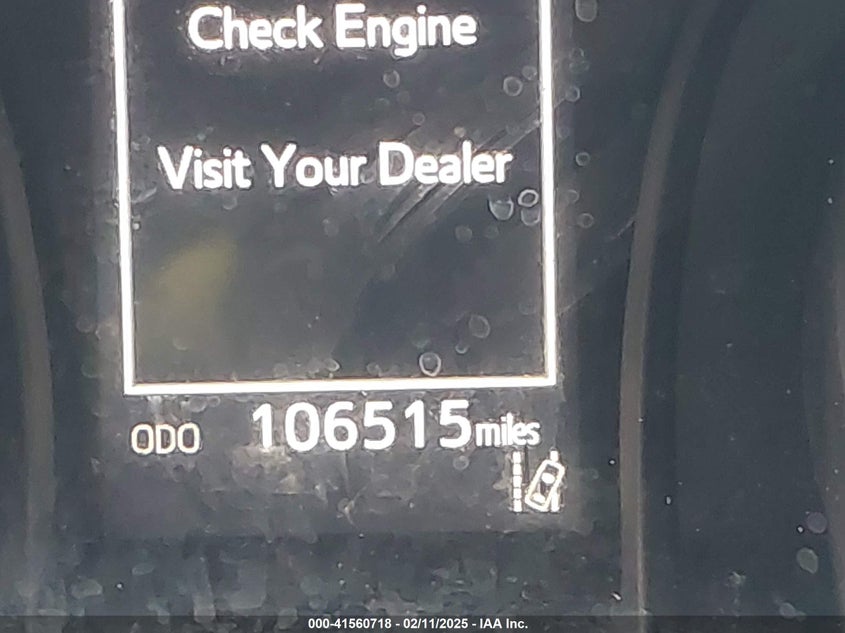 Check Engine
Visit Your Dealer
ODO 106515 miles
000-41560718 - 02/11/2025 - IAA Inc.